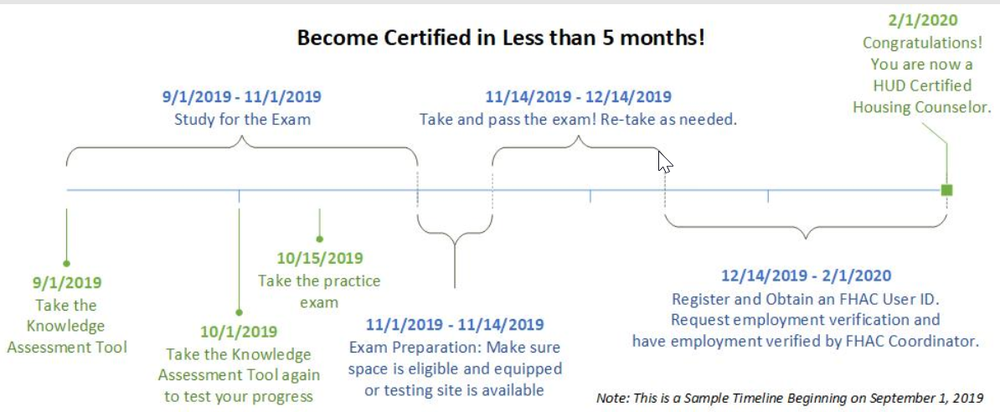 Become Certified in Less than 5 months!
2/1/2020
Congratulations!
You are now a
HUD Certified
Housing Counselor.
9/1/2019 - 11/1/2019
Study for the Exam
11/14/2019 - 12/14/2019
Take and pass the exam! Re-take as needed.
9/1/2019
Take the
Knowledge
Assessment Tool
10/1/2019
Take the Knowledge
Assessment Tool again
to test your progress
10/15/2019
Take the practice
exam
11/1/2019 - 11/14/2019
Exam Preparation: Make sure
space is eligible and equipped
or testing site is available
12/14/2019 - 2/1/2020
Register and Obtain an FHAC User ID.
Request employment verification and
have employment verified by FHAC Coordinator.
Note: This is a Sample Timeline Beginning on September 1, 2019